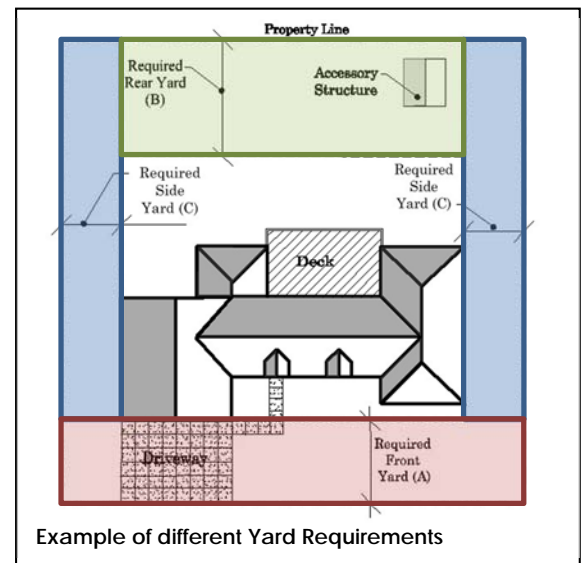 Property Line
Required
Rear Yard
(B)
Accessory
Structure
Required
Side
Yard (C)
Required
Side
Yard (C)
Deck
Driveway
Required
Front
Yard (A)
Example of different Yard Requirements